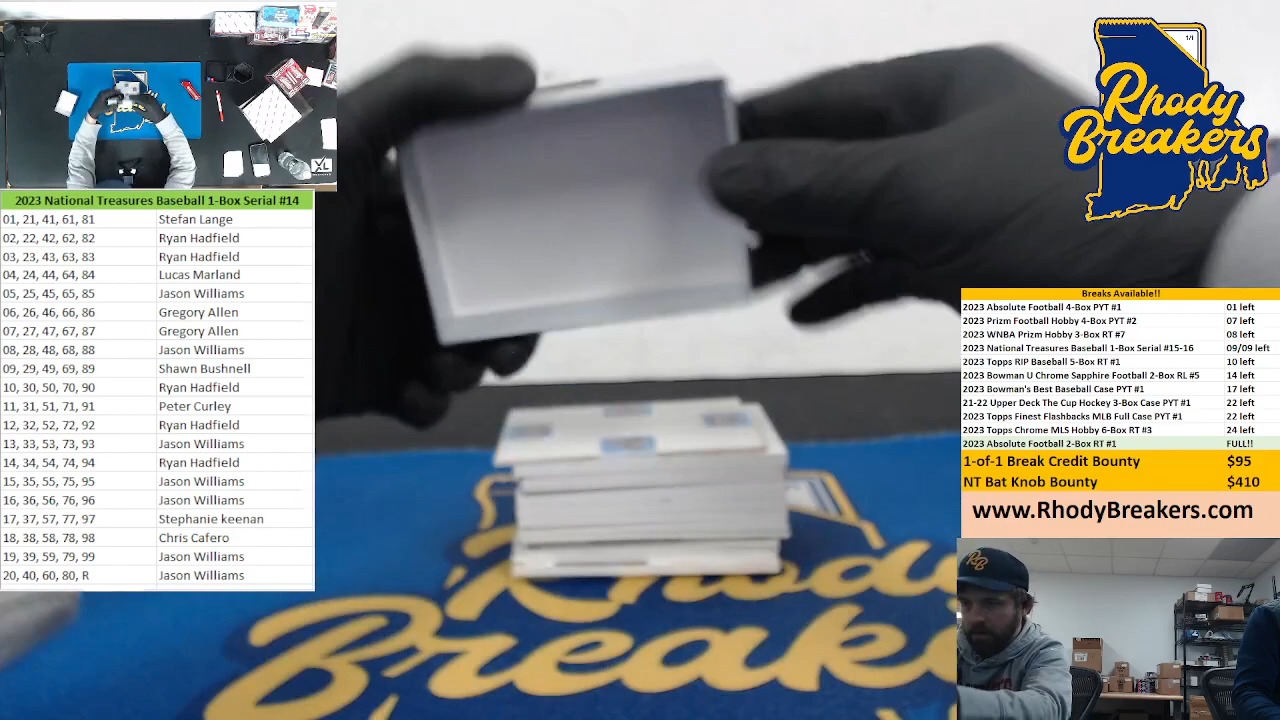 2023 National Treasures Baseball 1-Box Serial #14
01, 21, 41, 61, 81 Stefan Lange
02, 22, 42, 62, 82 Ryan Hadfield
03, 23, 43, 63, 83 Ryan Hadfield
04, 24, 44, 64, 84 Lucas Marland
05, 25, 45, 65, 85 Jason Williams
06, 26, 46, 66, 86 Gregory Allen
07, 27, 47, 67, 87 Gregory Allen
08, 28, 48, 68, 88 Jason Williams
09, 29, 49, 69, 89 Shawn Bushnell
10, 30, 50, 70, 90 Ryan Hadfield
11, 31, 51, 71, 91 Peter Curley
12, 32, 52, 72, 92 Ryan Hadfield
13, 33, 53, 73, 93 Jason Williams
14, 34, 54, 74, 94 Ryan Hadfield
15, 35, 55, 75, 95 Jason Williams
16, 36, 56, 76, 96 Jason Williams
17, 37, 57, 77, 97 Stephanie keenan
18, 38, 58, 78, 98 Chris Cafero
19, 39, 59, 79, 99 Jason Williams
20, 40, 60, 80, R Jason Williams
XL
1/1
Rhody
Breakers
Breaks Available!!
2023 Absolute Football 4-Box PYT #1 01 left
2023 Prizm Football Hobby 4-Box PYT #2 07 left
2023 WNBA Prizm Hobby 3-Box RT #7 08 left
2023 National Treasures Baseball 1-Box Serial #15-16 09/09 left
2023 Topps RIP Baseball 5-Box RT #1 10 left
2023 Bowman U Chrome Sapphire Football 2-Box RL #5 14 left
2023 Bowman's Best Baseball Case PYT #1 17 left
21-22 Upper Deck The Cup Hockey 3-Box Case PYT #1 22 left
2023 Topps Finest Flashbacks MLB Full Case PYT #1 22 left
2023 Topps Chrome MLS Hobby 6-Box RT #3 24 left
2023 Absolute Football 2-Box RT #1 FULL!!
1-of-1 Break Credit Bounty $95
NT Bat Knob Bounty $410
www.RhodyBreakers.com
RB
Rhod
Break